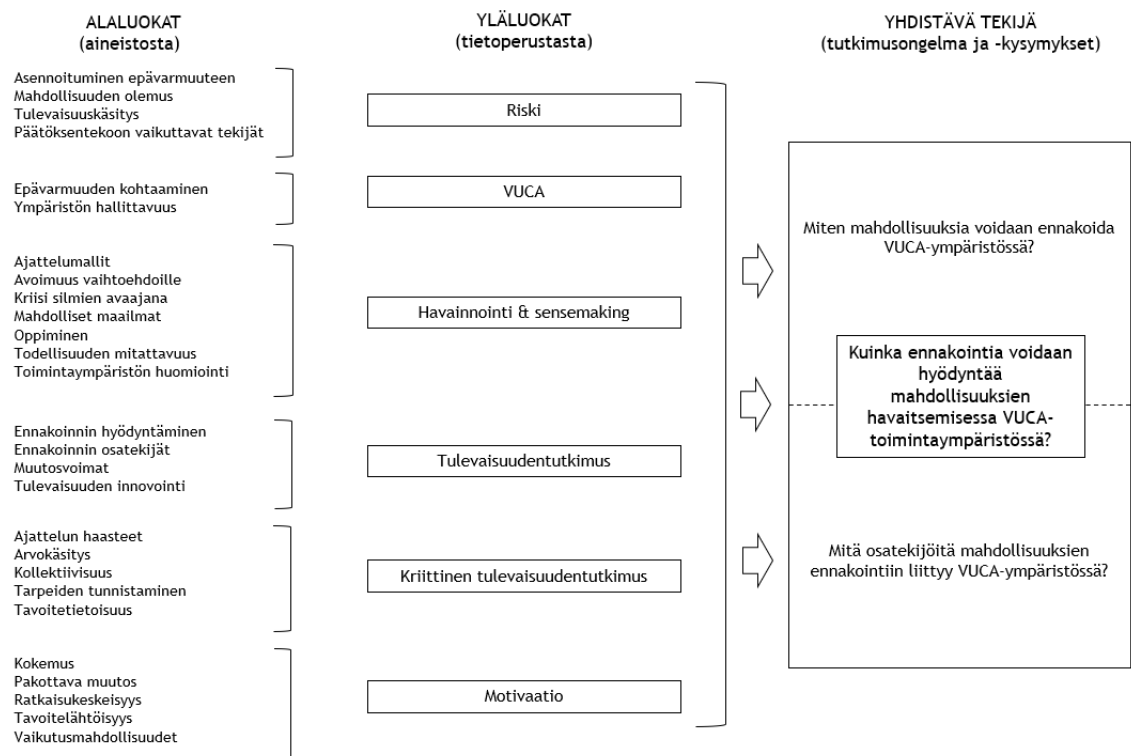 ALALUOKAT
(aineistosta)
Asennoituminen epävarmuuteen
Mahdollisuuden olemus
Tulevaisuuskäsitys
Päätöksentekoon vaikuttavat tekijät
Epävarmuuden kohtaaminen
Ympäristön hallittavuus
Ajattelumallit
Avoimuus vaihtoehdoille
Kriisi silmien avaajana
Mahdolliset maailmat
Oppiminen
Todellisuuden mitattavuus
Toimintaympäristön huomiointi
Ennakoinnin hyödyntäminen
Ennakoinnin osatekijät
Muutosvoimat
Tulevaisuuden innovointi
Ajattelun haasteet
Arvokäsitys
Kollektiivisuus
Tarpeiden tunnistaminen
Tavoitetietoisuus
Kokemus
Pakottava muutos
Ratkaisukeskeisyys
Tavoitelähtöisyys
Vaikutusmahdollisuudet
YLÄLUOKAT
(tietoperustasta)
Riski
VUCA
Havainnointi & sensemaking
Tulevaisuudentutkimus
Kriittinen tulevaisuudentutkimus
Motivaatio
YHDISTÄVÄ TEKIJÄ
(tutkimusongelma ja -kysymykset)
Miten mahdollisuuksia voidaan ennakoida
VUCA-ympäristössä?
Kuinka ennakointia voidaan
hyödyntää
mahdollisuuksien
havaitsemisessa VUCA-
toimintaympäristössä?
Mitä osatekijöitä mahdollisuuksien
ennakointiin liittyy VUCA-ympäristössä?